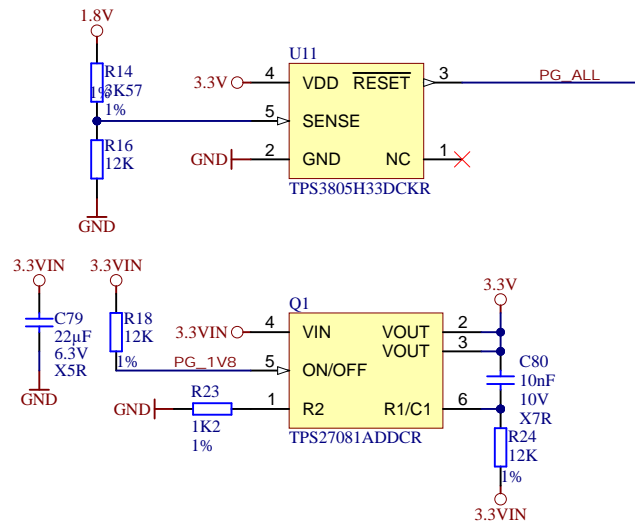 1.8V
R14
3K57
1%
1%
R16
12K
GND
U11
3.3V
4
VDD
RESET
3
PG_ALL
5
SENSE
GND
2
GND
NC
1
TPS3805H33DCKR
3.3VIN
C79
22µF
6.3V
X5R
GND
3.3VIN
R18
12K
1%
PG_1V8
Q1
3.3VIN
4
VIN
VOUT
2
VOUT
3
5
ON/OFF
GND
R23
1K2
1%
1
R2
R1/C1
6
TPS27081ADDCR
3.3V
C80
10nF
10V
X7R
R24
12K
1%
3.3VIN